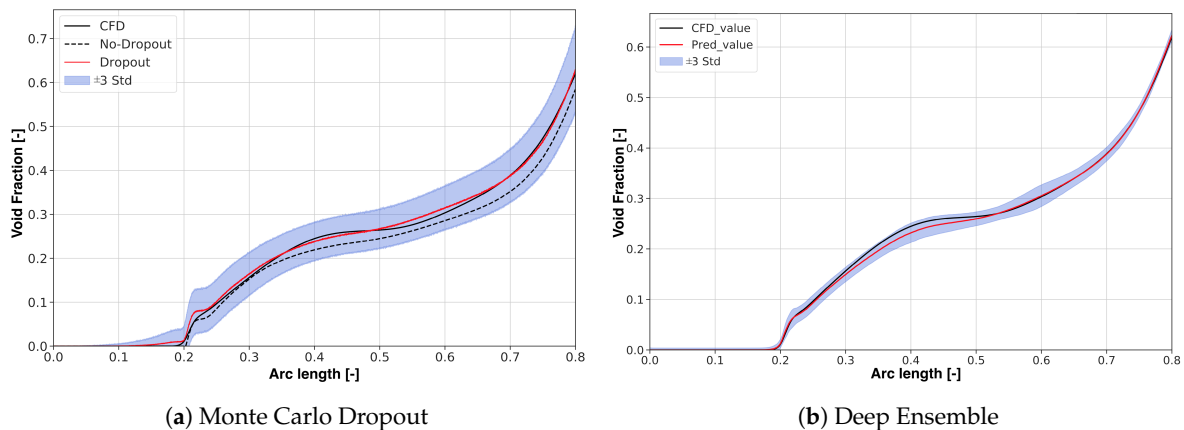 CFD
No-Dropout
Dropout
±3 Std
0.7
0.6
0.5
0.4
0.3
0.2
0.1
0.0
Void Fraction [-]
0.0 0.1 0.2 0.3 0.4 0.5 0.6 0.7 0.8
Arc length [-]
(a) Monte Carlo Dropout
CFD_value
Pred_value
±3 Std
0.6
0.5
0.4
0.3
0.2
0.1
0.0
Void Fraction [-]
0.0 0.1 0.2 0.3 0.4 0.5 0.6 0.7 0.8
Arc length [-]
(b) Deep Ensemble